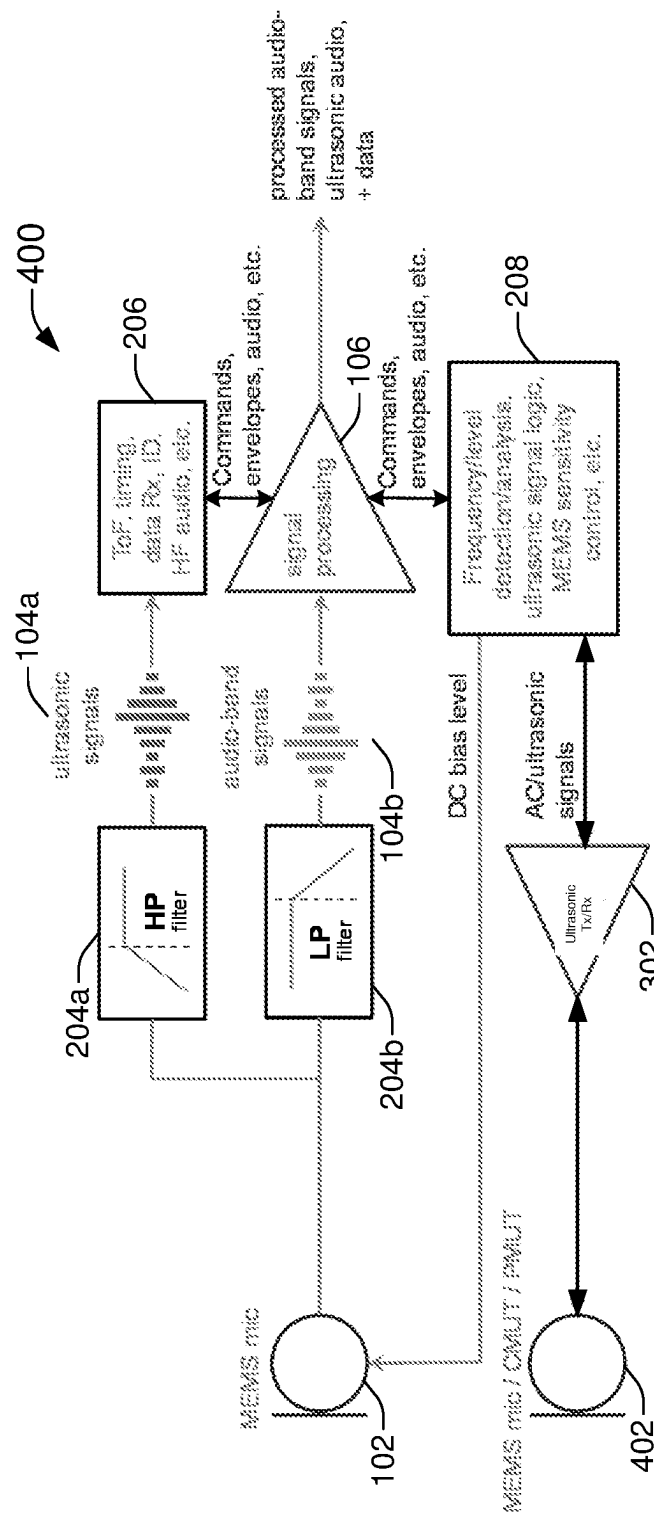 400
MEMS mic
102
204a
HP
filter
204b
LP
filter
104a
ultrasonic
signals
audio-band
signals
104b
206
ToF, timing,
data Rx, ID,
HF audio, etc.
Commands,
envelopes, audio, etc.
signal
processing
106
Commands,
envelopes, audio, etc.
processed audio-
band signals,
ultrasonic audio,
+ data
208
Frequency/level
detection/analysis,
ultrasonic signal logic,
MEMS sensitivity
control, etc.
DC bias level
AC/ultrasonic
signals
Ultrasonic
Tx/Rx
302
MEMS mic / CMUT / PMUT
402